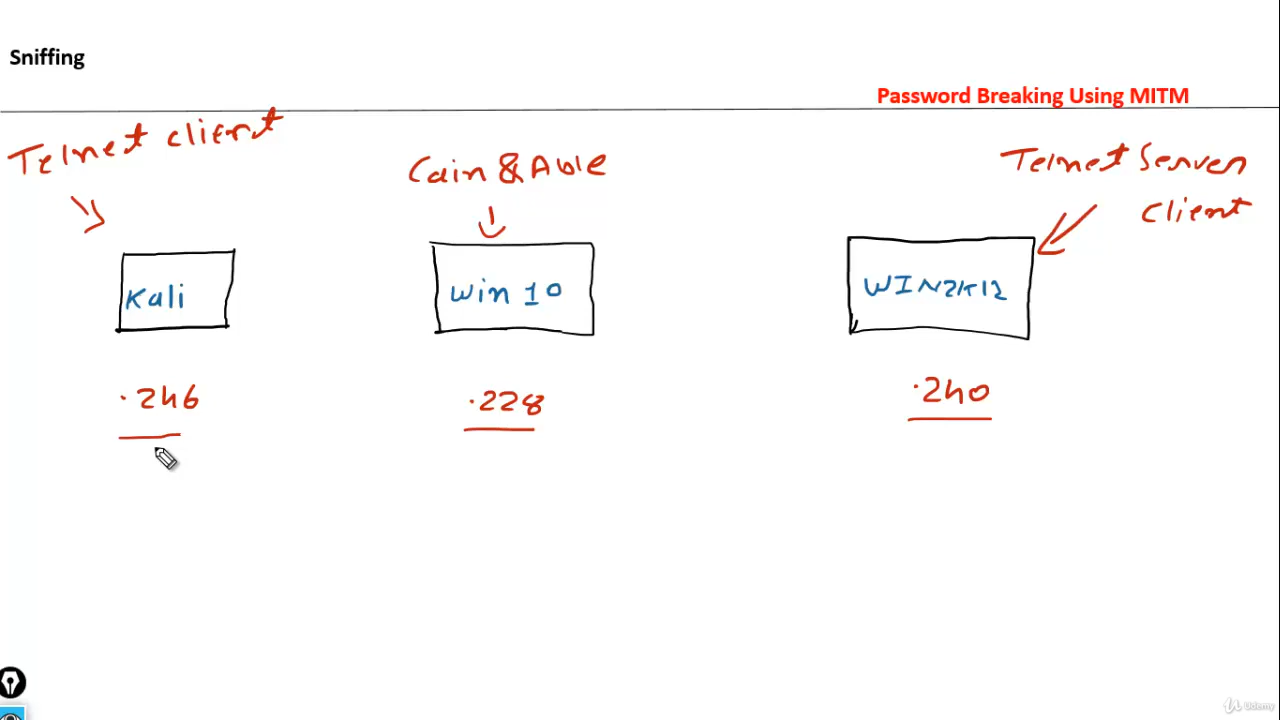 Sniffing
Password Breaking Using MITM
Telnet client
Cain & Able
Telnet Server
client
Kali
Win 10
WIN2K12
.246
.228
.240
Udemy